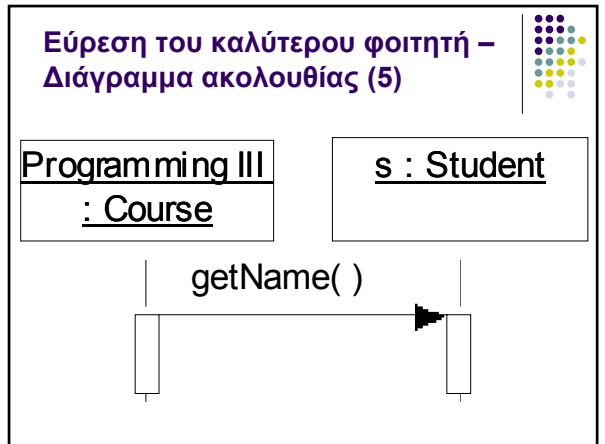 Εύρεση του καλύτερου φοιτητή –
Διάγραμμα ακολουθίας (5)
Programming III
: Course
s : Student
getName( )